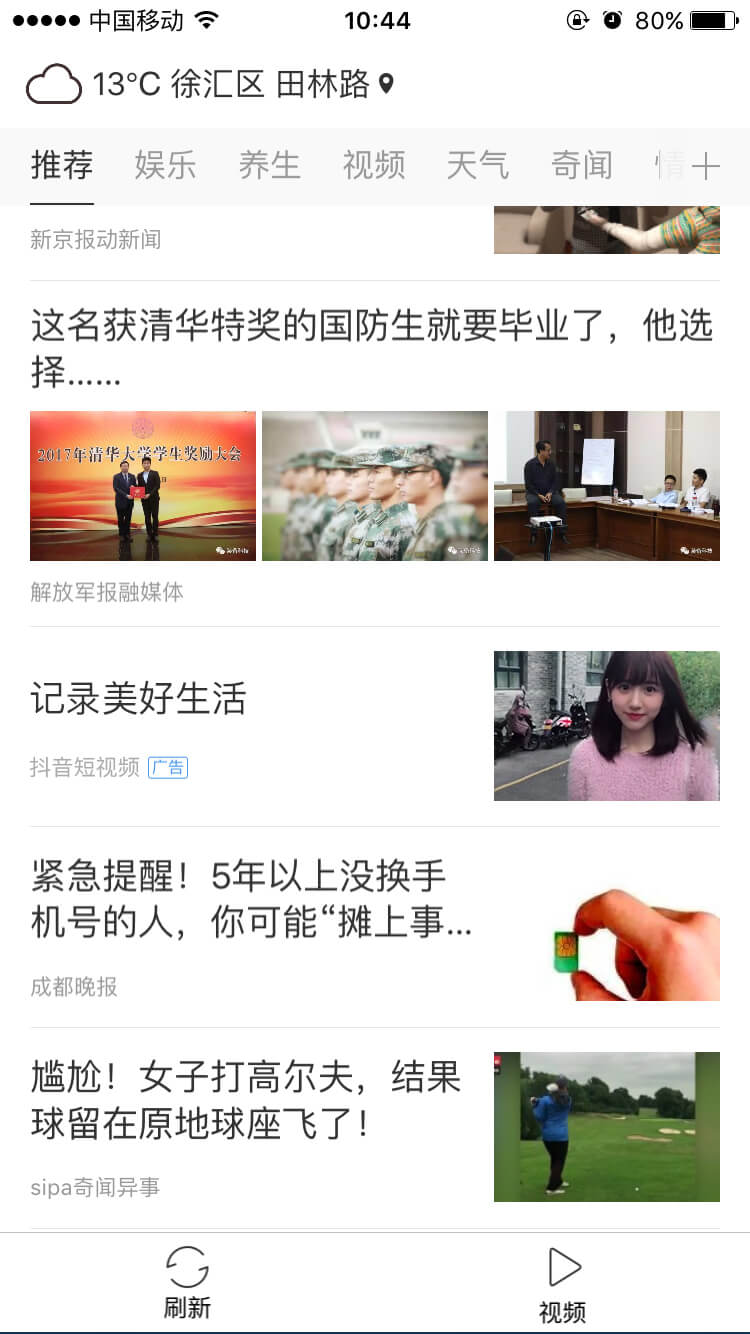 中国移动
10:44
80%
13°C 徐汇区 田林路
推荐 娱乐 养生 视频 天气 奇闻 情
新京报动新闻
这名获清华特奖的国防生就要毕业了，他选
择……
2017年清华大学学生奖励大会
解放军报融媒体
记录美好生活
抖音短视频 广告
紧急提醒！5年以上没换手
机号的人，你可能“摊上事...
成都晚报
尴尬！女子打高尔夫，结果
球留在原地球座飞了！
sipa奇闻异事
刷新
视频